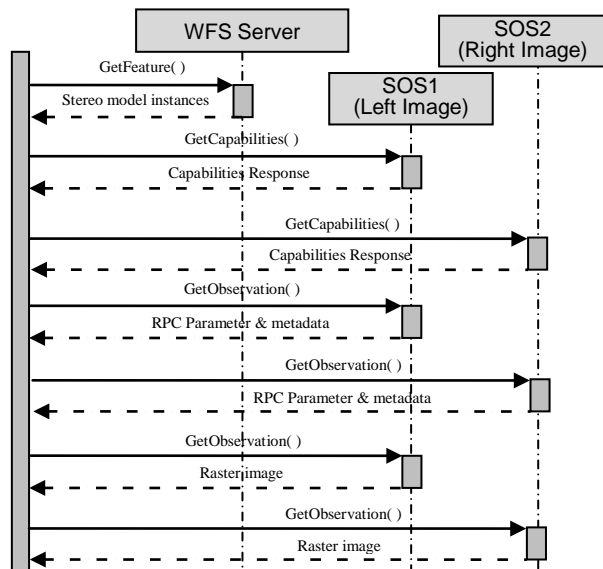 WFS Server
SOS2
(Right Image)
GetFeature( )
Stereo model instances
SOS1
(Left Image)
GetCapabilities( )
Capabilities Response
GetCapabilities( )
Capabilities Response
GetObservation( )
RPC Parameter & metadata
GetObservation( )
RPC Parameter & metadata
GetObservation( )
Raster image
GetObservation( )
Raster image